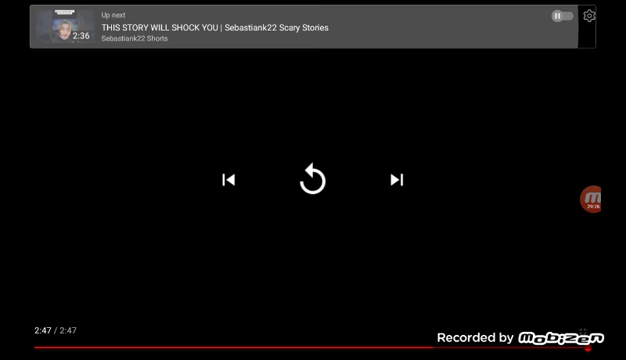 Up next
THIS STORY WILL SHOCK YOU | Sebastiank22 Scary Stories
Sebastiank22 Shorts
2:36
2:47 / 2:47
Recorded by Mobizen